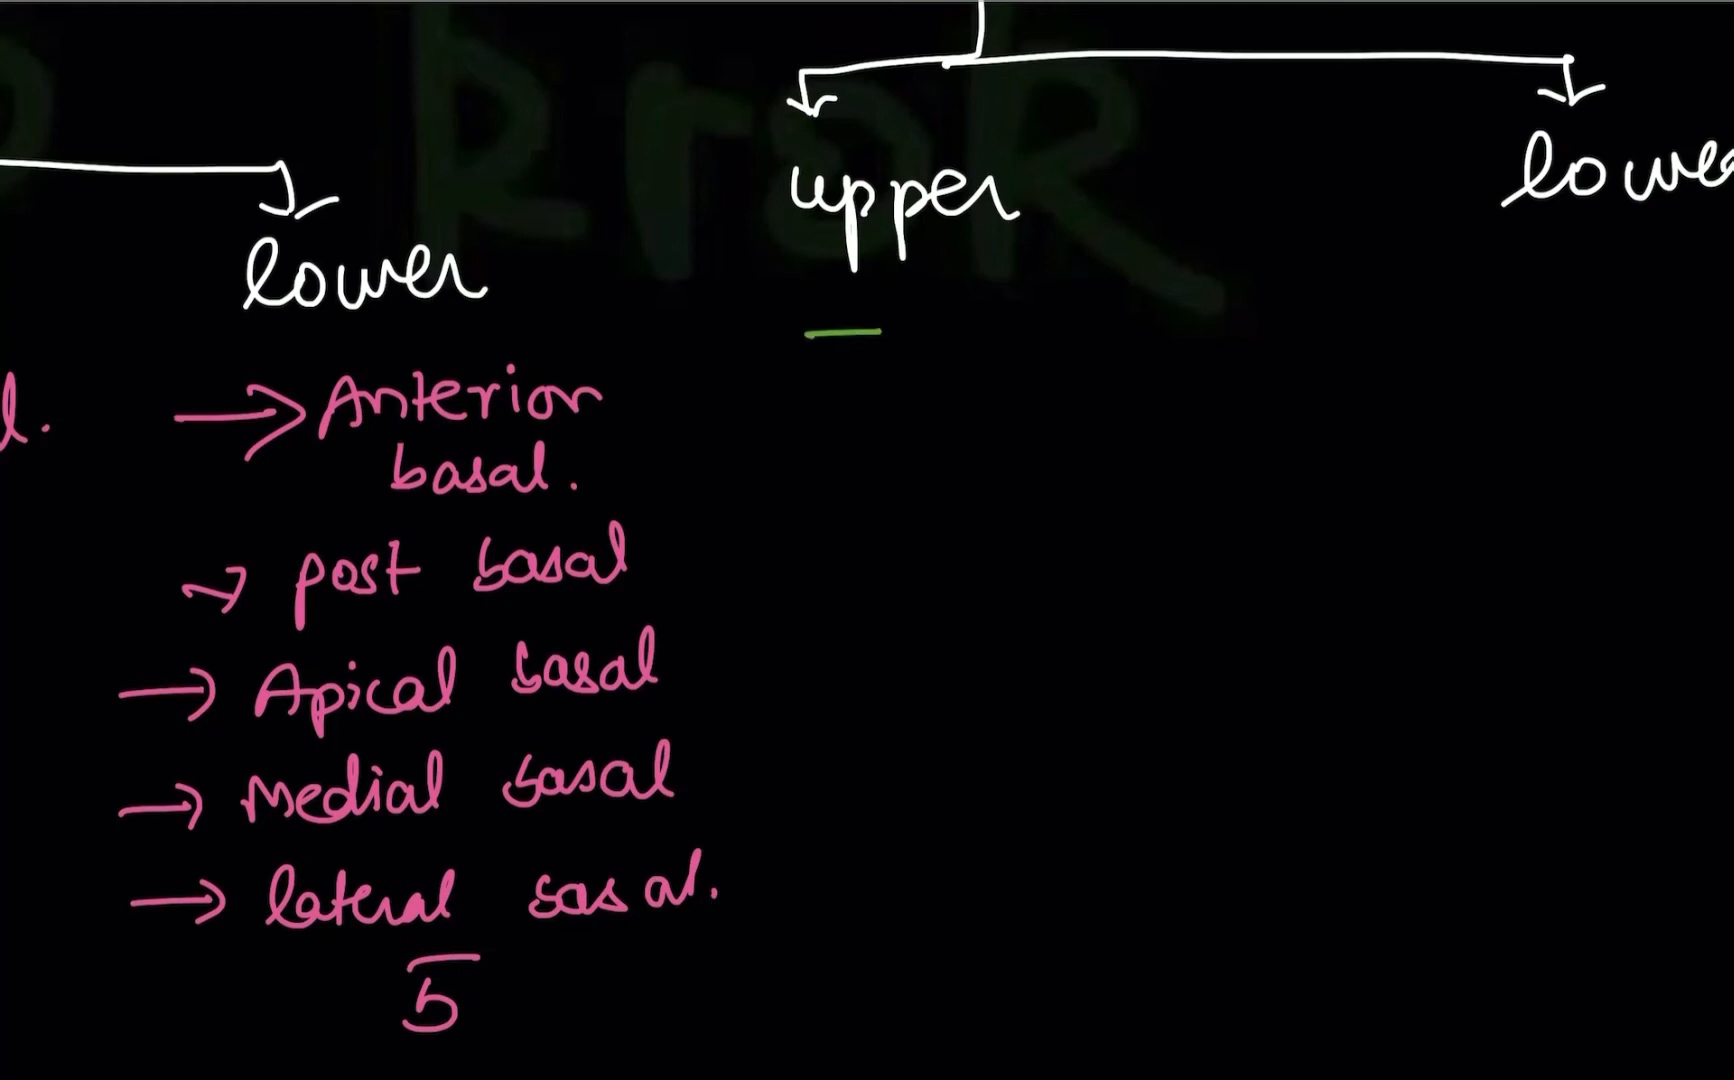 upper
lower
lower
l.
→ Anterior
basal.
→ post basal
→ Apical basal
→ Medial basal
→ lateral basal.
5